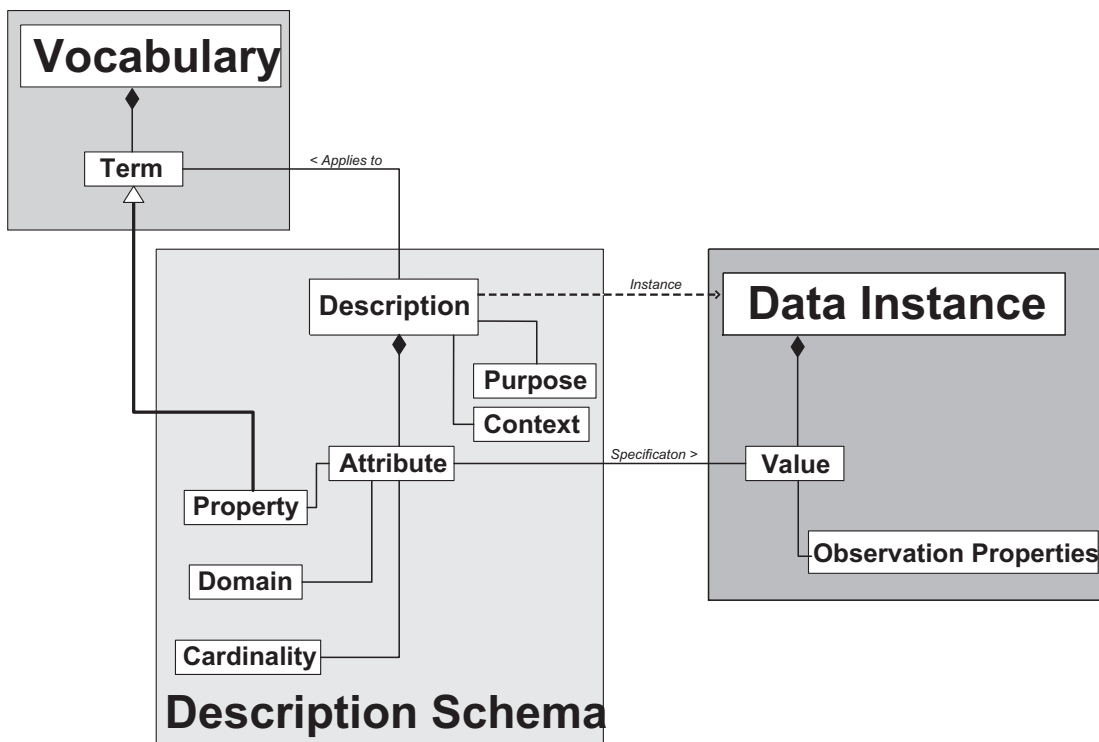 Vocabulary
Term
< Applies to
Description
Instance
Data Instance
Purpose
Context
Attribute
Specificaton >
Value
Property
Observation Properties
Domain
Cardinality
Description Schema